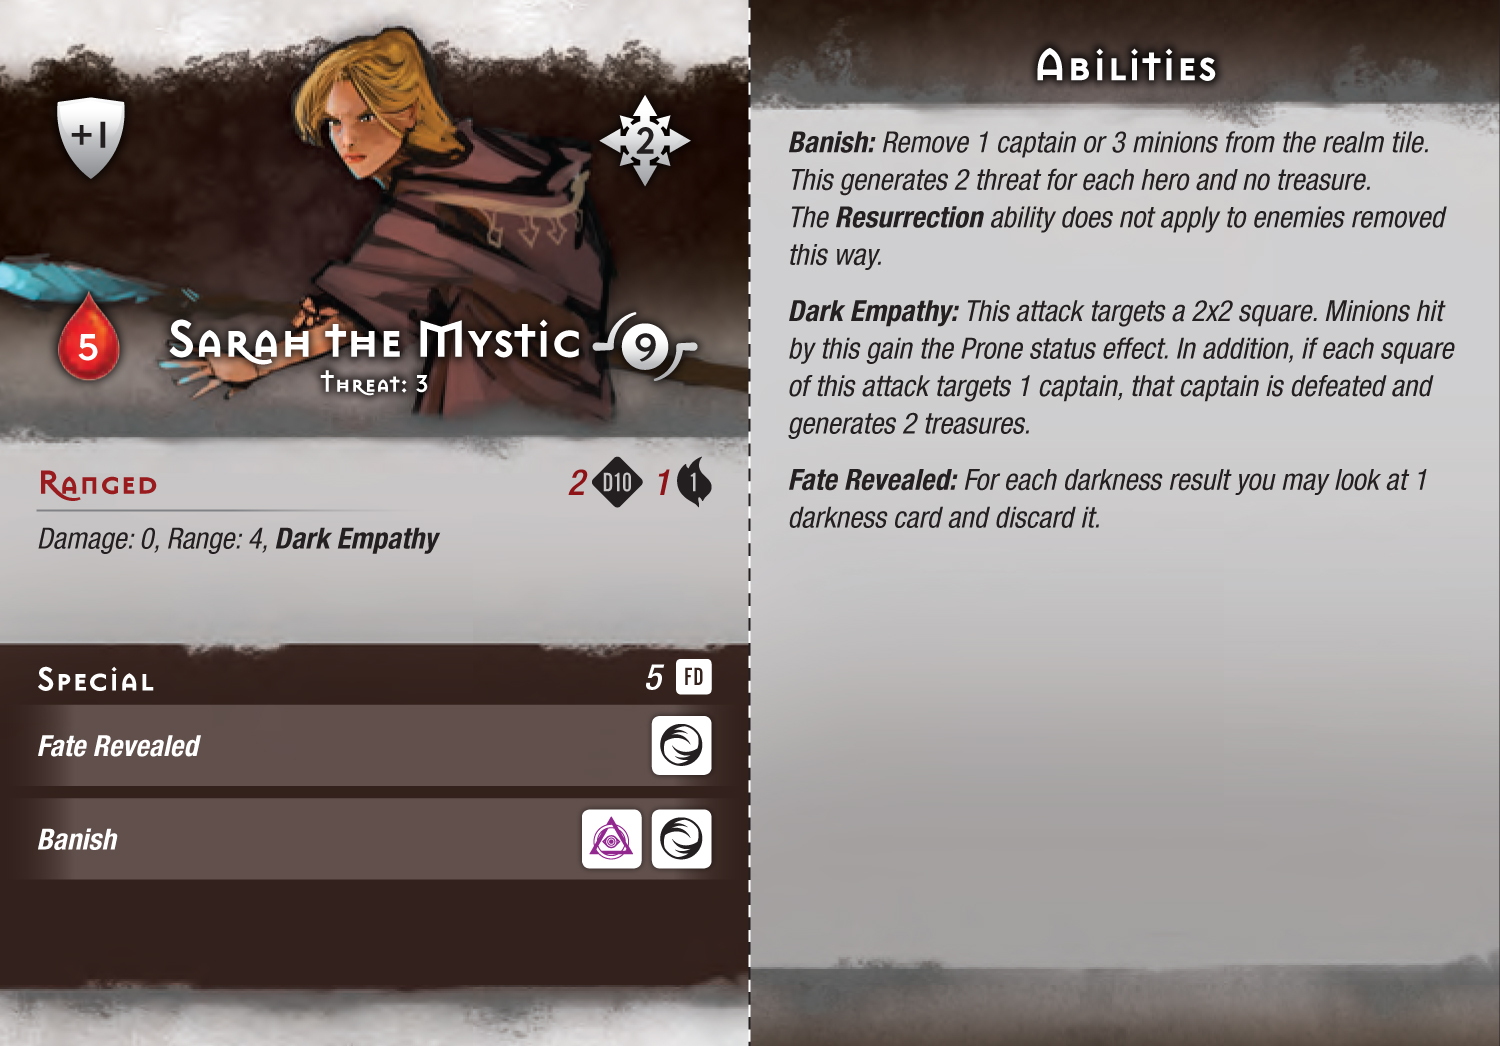 +1
2
5
Sarah the Mystic
9
Threat: 3
Ranged
2 D10 1 1
Damage: 0, Range: 4, Dark Empathy
Special
5 FD
Fate Revealed
Banish
Abilities
Banish: Remove 1 captain or 3 minions from the realm tile.
This generates 2 threat for each hero and no treasure.
The Resurrection ability does not apply to enemies removed
this way.
Dark Empathy: This attack targets a 2x2 square. Minions hit
by this gain the Prone status effect. In addition, if each square
of this attack targets 1 captain, that captain is defeated and
generates 2 treasures.
Fate Revealed: For each darkness result you may look at 1
darkness card and discard it.